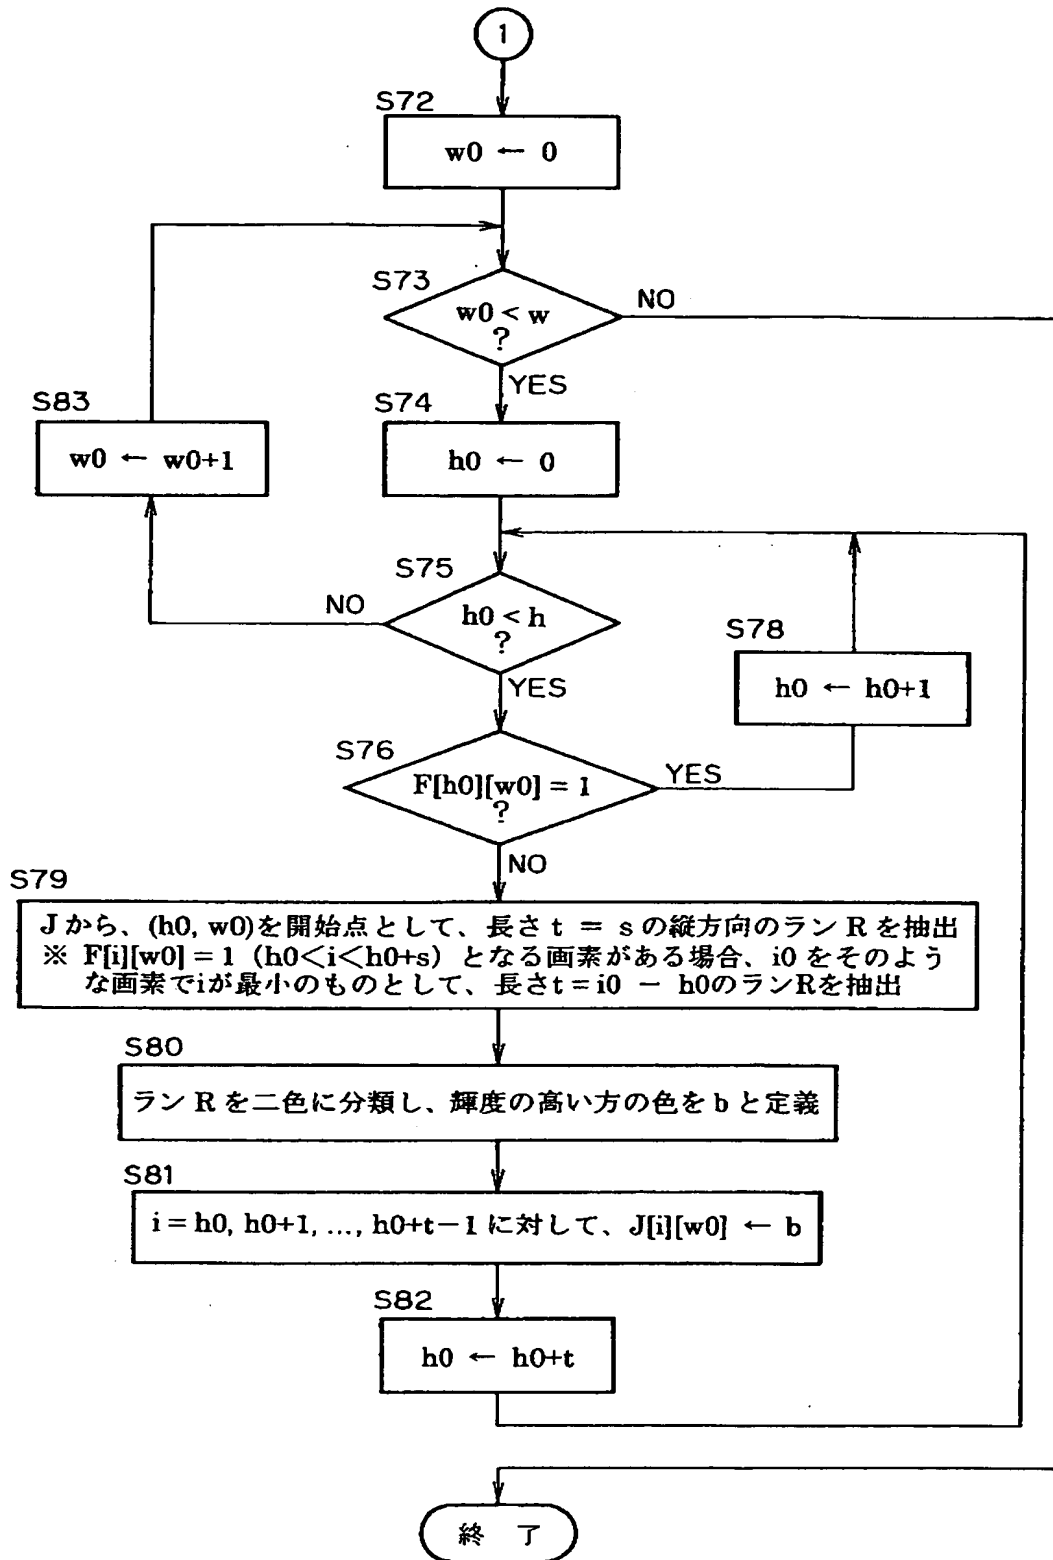 1
S72
w0 ← 0
S73
w0 < w
?
NO
YES
S83
w0 ← w0+1
S74
h0 ← 0
S75
h0 < h
?
NO
YES
S78
h0 ← h0+1
S76
F[h0][w0] = 1
?
YES
NO
S79
J から、(h0, w0)を開始点として、長さ t = s の縦方向のラン R を抽出
※ F[i][w0] = 1 (h0<i<h0+s) となる画素がある場合、i0 をそのよう
な画素でiが最小のものとして、長さt = i0 − h0のランRを抽出
S80
ラン R を二色に分類し、輝度の高い方の色を b と定義
S81
i = h0, h0+1, ..., h0+t−1 に対して、J[i][w0] ← b
S82
h0 ← h0+t
終 了